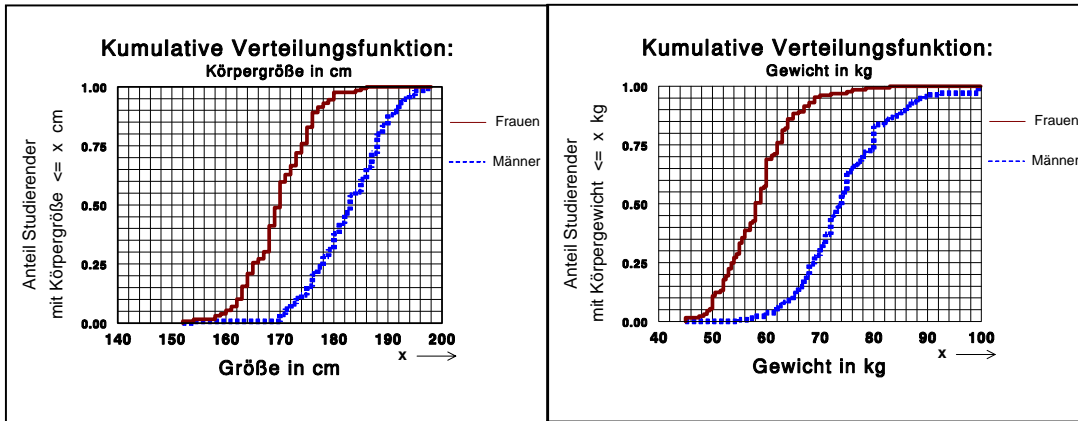 Kumulative Verteilungsfunktion:
Körpergröße in cm
Anteil Studierender
mit Körpergröße <= x cm
1.00
0.75
0.50
0.25
0.00
140 150 160 170 180 190 200
x
Größe in cm
Frauen
Männer
Kumulative Verteilungsfunktion:
Gewicht in kg
Anteil Studierender
mit Körpergewicht <= x kg
1.00
0.75
0.50
0.25
0.00
40 50 60 70 80 90 100
x
Gewicht in kg
Frauen
Männer